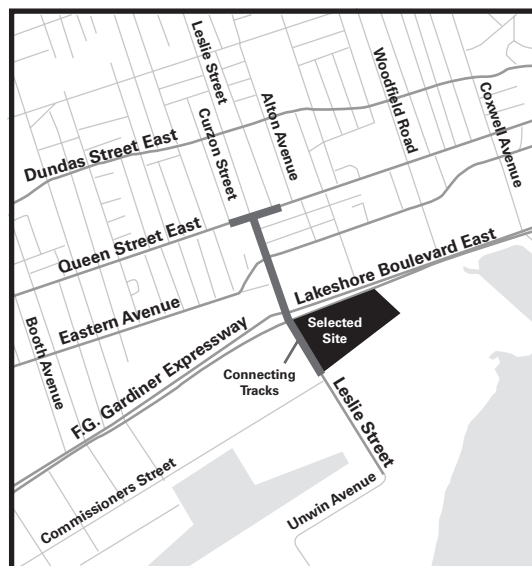 Leslie Street
Curzon Street
Alton Avenue
Woodfield Road
Coxwell Avenue
Dundas Street East
Queen Street East
Eastern Avenue
Lakeshore Boulevard East
Booth Avenue
F.G. Gardiner Expressway
Selected
Site
Connecting
Tracks
Leslie Street
Commissioners Street
Unwin Avenue